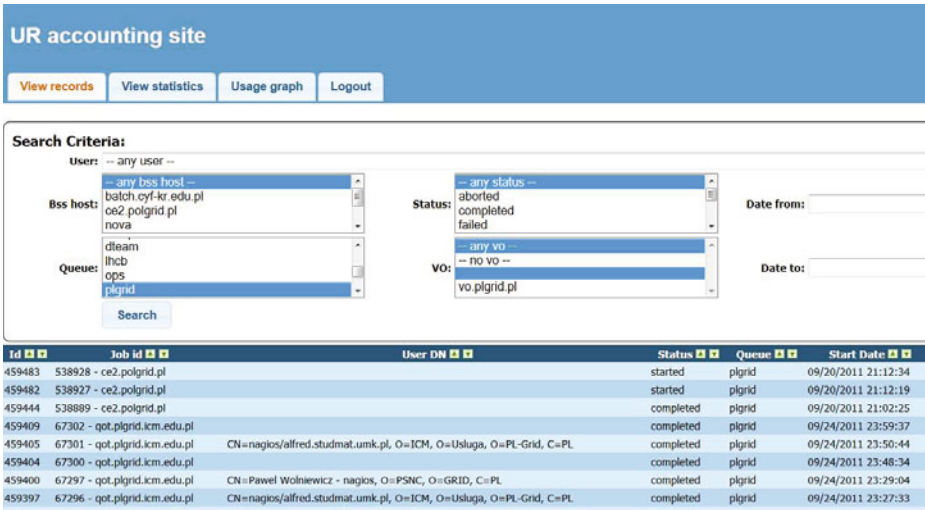 UR accounting site
View records View statistics Usage graph Logout
Search Criteria:
User: -- any user --
Bss host: -- any bss host -- batch.cyf-kr.edu.pl ce2.polgrid.pl nova
Status: -- any status -- aborted completed failed
Date from:
Queue: dteam lhcb ops plgrid
VO: -- any vo -- -- no vo -- vo.plgrid.pl
Date to:
Search
Id Job id User DN Status Queue Start Date
459483 538928 - ce2.polgrid.pl started plgrid 09/20/2011 21:12:34
459482 538927 - ce2.polgrid.pl started plgrid 09/20/2011 21:12:19
459444 538889 - ce2.polgrid.pl completed plgrid 09/20/2011 21:02:25
459409 67302 - qot.plgrid.icm.edu.pl completed plgrid 09/24/2011 23:59:37
459405 67301 - qot.plgrid.icm.edu.pl CN=nagios/alfred.studmat.umk.pl, O=ICM, O=Usluga, O=PL-Grid, C=PL completed plgrid 09/24/2011 23:50:44
459404 67300 - qot.plgrid.icm.edu.pl completed plgrid 09/24/2011 23:48:34
459400 67297 - qot.plgrid.icm.edu.pl CN=Pawel Wolniewicz - nagios, O=PSNC, O=GRID, C=PL completed plgrid 09/24/2011 23:29:04
459397 67296 - qot.plgrid.icm.edu.pl CN=nagios/alfred.studmat.umk.pl, O=ICM, O=Usluga, O=PL-Grid, C=PL completed plgrid 09/24/2011 23:27:33